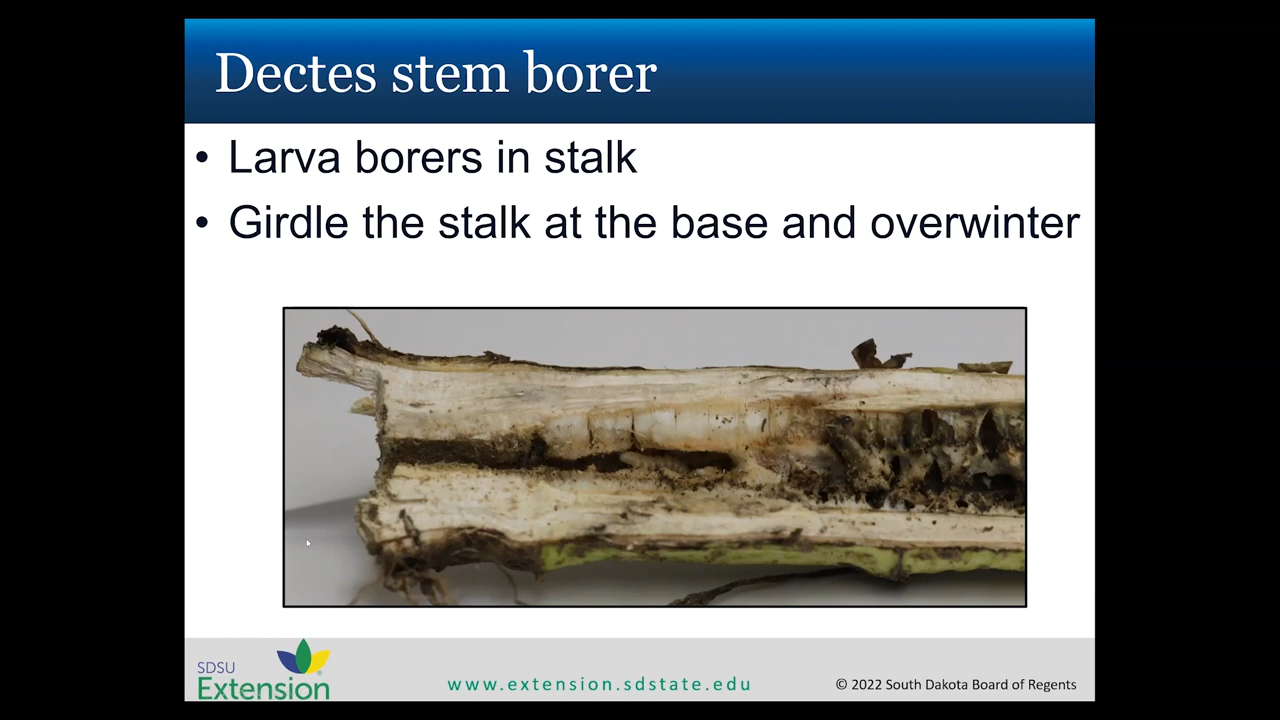 Dectes stem borer
• Larva borers in stalk
• Girdle the stalk at the base and overwinter
SDSU
Extension
www.extension.sdstate.edu
© 2022 South Dakota Board of Regents